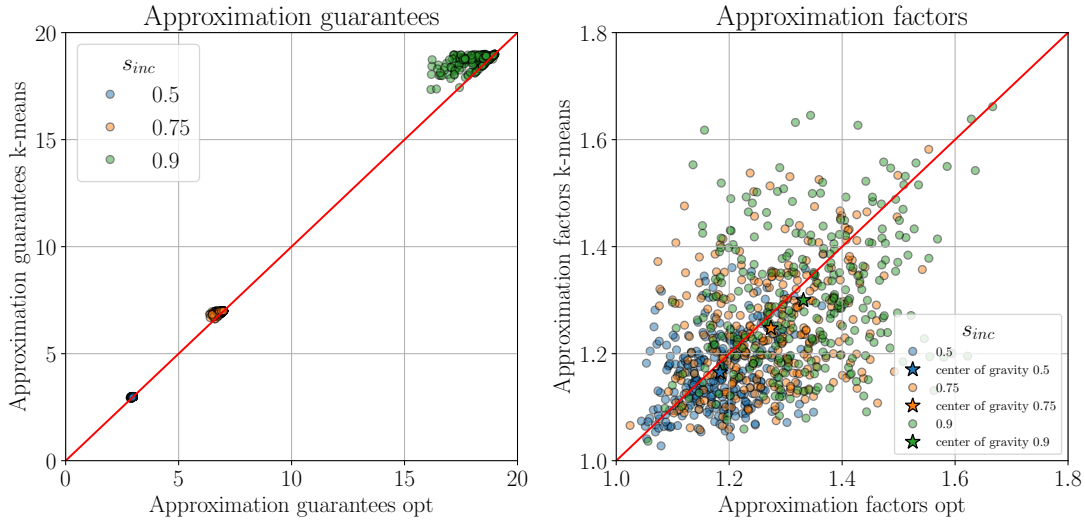 Approximation guarantees
Approximation guarantees k-means
20
15
10
5
0
s_inc
0.5
0.75
0.9
0
5
10
15
20
Approximation guarantees opt
Approximation factors
Approximation factors k-means
1.8
1.6
1.4
1.2
1.0
s_inc
0.5
center of gravity 0.5
0.75
center of gravity 0.75
0.9
center of gravity 0.9
1.0
1.2
1.4
1.6
1.8
Approximation factors opt